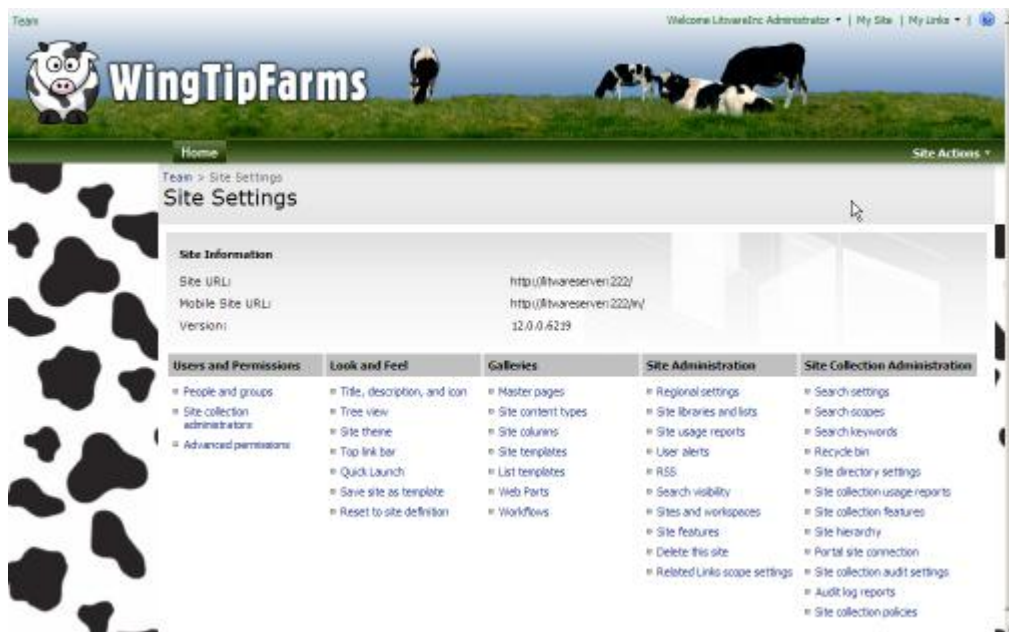 Team
Welcome LitwareInc Administrator | My Site | My Links |
WingTipFarms
Home
Site Actions
Team > Site Settings
Site Settings
Site Information
Site URL: http://litwareserver:222/
Mobile Site URL: http://litwareserver:222/m/
Version: 12.0.0.6219
Users and Permissions
People and groups
Site collection administrators
Advanced permissions
Look and Feel
Title, description, and icon
Tree view
Site theme
Top link bar
Quick Launch
Save site as template
Reset to site definition
Galleries
Master pages
Site content types
Site columns
Site templates
List templates
Web Parts
Workflows
Site Administration
Regional settings
Site libraries and lists
Site usage reports
User alerts
RSS
Search visibility
Sites and workspaces
Site features
Delete this site
Related Links scope settings
Site Collection Administration
Search settings
Search scopes
Search keywords
Recycle bin
Site directory settings
Site collection usage reports
Site collection features
Site hierarchy
Portal site connection
Site collection audit settings
Audit log reports
Site collection policies